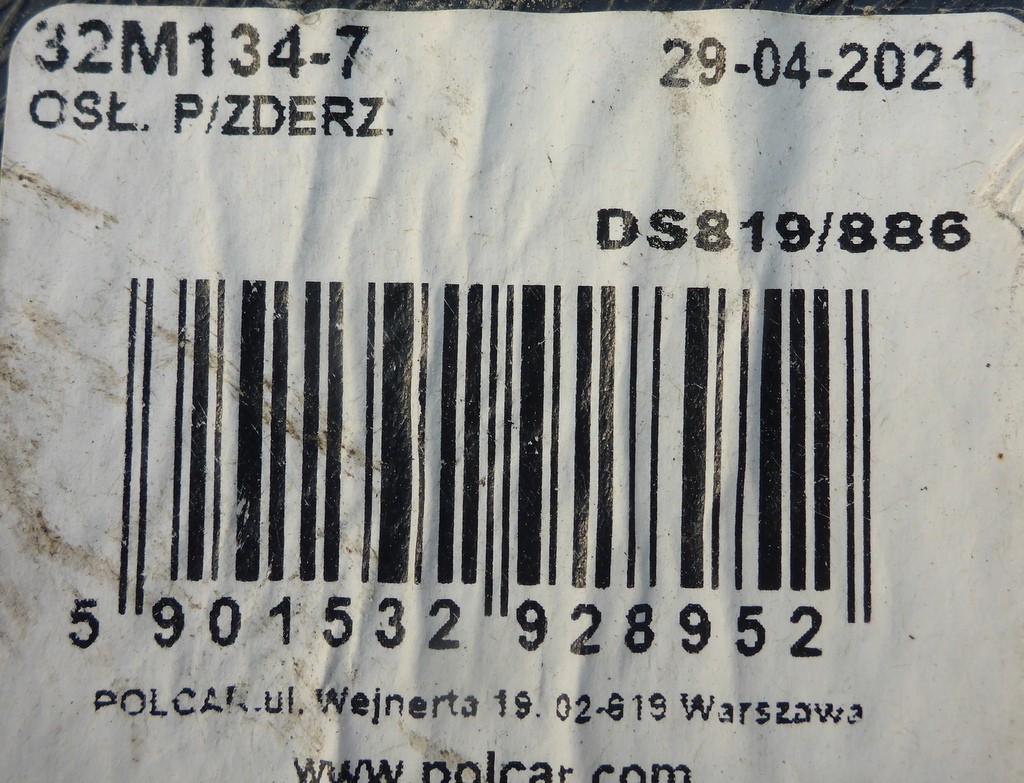 32M134-7 29-04-2021
OSŁ. P/ZDERZ.
DS819/886
5 901532 928952
POLCAR.ul. Wejnerta 19. 02-619 Warszawa
www.polcar.com